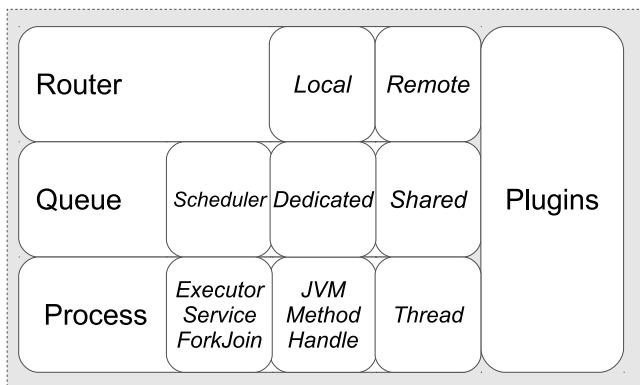 Router
Local
Remote
Queue
Scheduler
Dedicated
Shared
Plugins
Process
Executor
Service
ForkJoin
JVM
Method
Handle
Thread